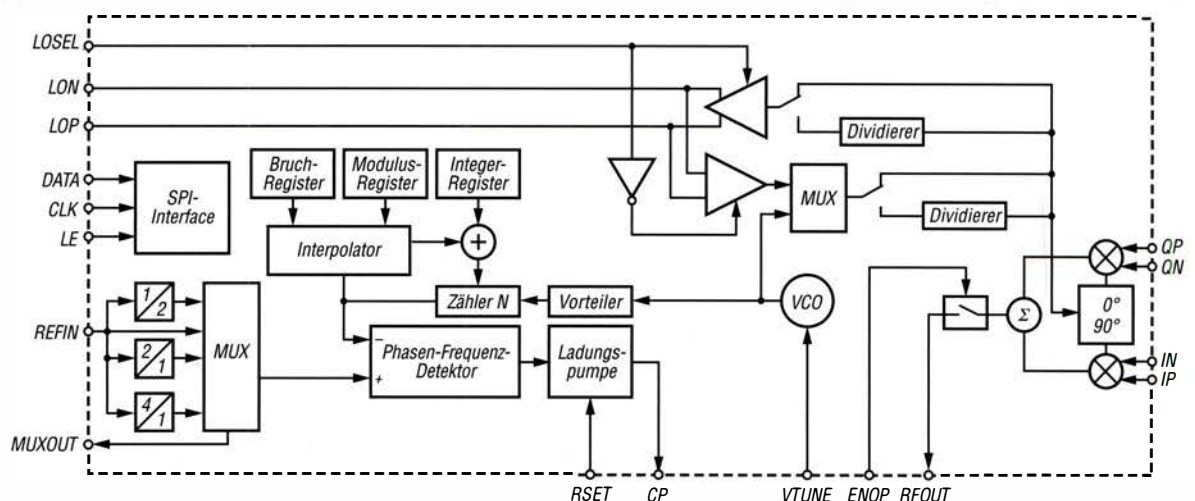 LOSEL
LON
LOP
Dividierer
DATA
CLK
LE
SPI-
Interface
Bruch-
Register
Modulus-
Register
Integer-
Register
MUX
Dividierer
Interpolator
+
QP
QN
Zähler N
Vorteiler
VCO
0°
90°
Σ
REFIN
1/2
2/1
4/1
MUX
−
+
Phasen-Frequenz-
Detektor
Ladungs-
pumpe
IN
IP
MUXOUT
RSET
CP
VTUNE
ENOP
RFOUT